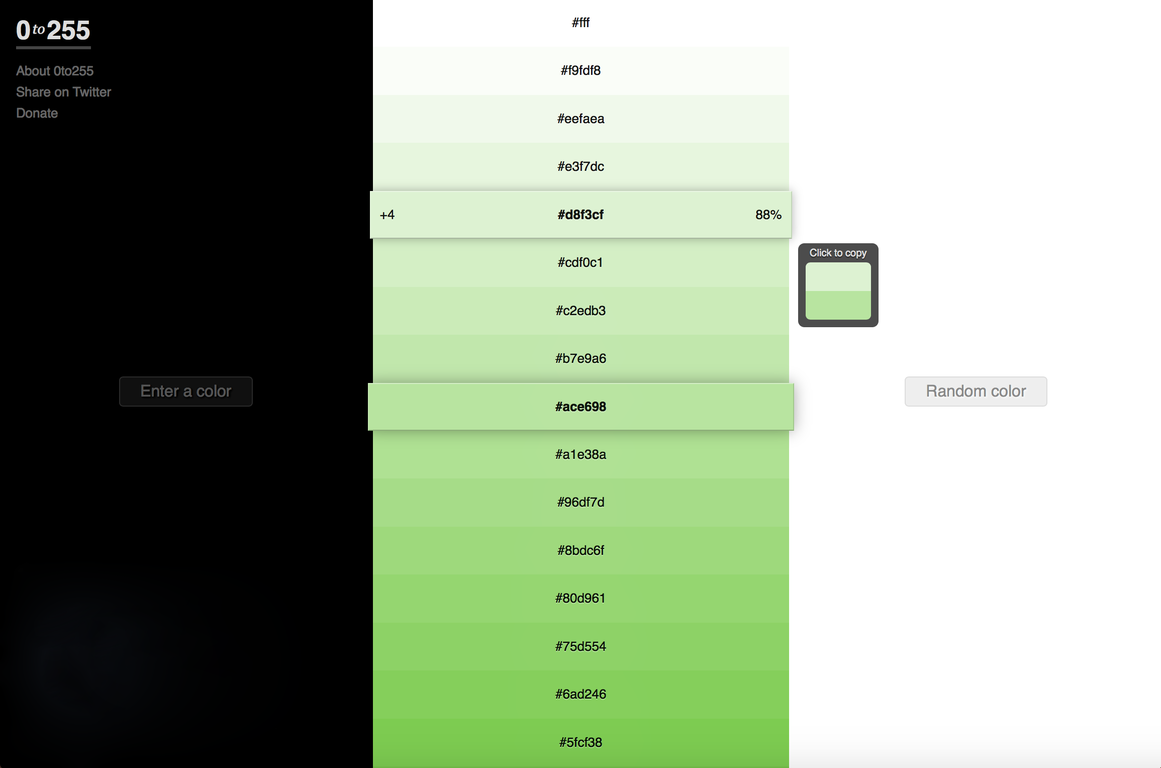 0to255
About 0to255
Share on Twitter
Donate
Enter a color
#fff
#f9fdf8
#eefaea
#e3f7dc
+4 #d8f3cf 88%
#cdf0c1
#c2edb3
#b7e9a6
#ace698
#a1e38a
#96df7d
#8bdc6f
#80d961
#75d554
#6ad246
#5fcf38
Click to copy
Random color